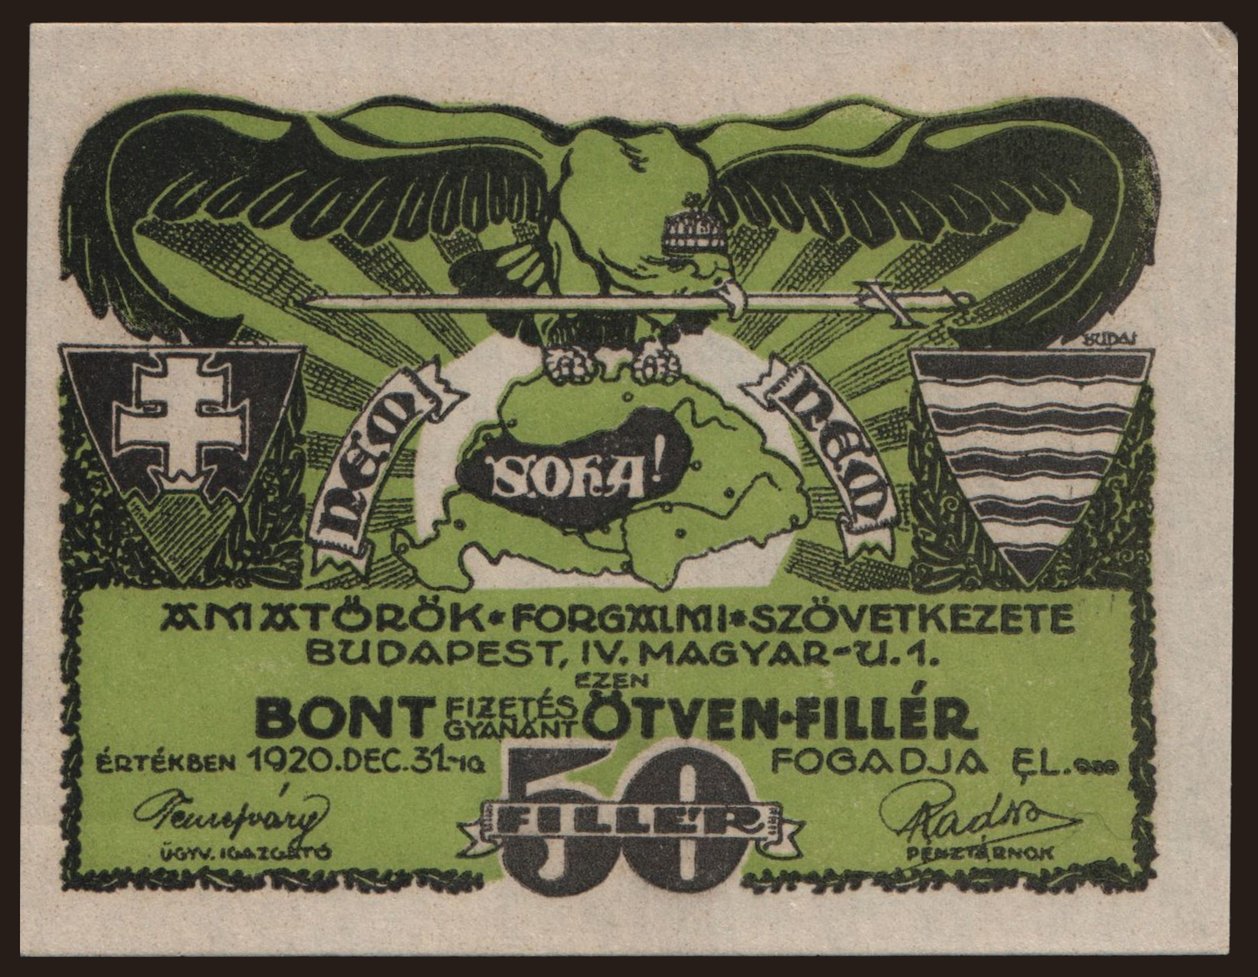 BUDAI
NEM
NEM
SOHA!
AMATŐRÖK*FORGALMI*SZÖVETKEZETE
BUDAPEST, IV. MAGYAR-U.1.
EZEN
BONT FIZETÉS GYANÁNT ÖTVEN-FILLÉR
ÉRTÉKBEN 1920.DEC.31-ig FOGADJA EL.
50
FILLÉR
ÜGYV. IGAZGATÓ
PÉNZTÁRNOK